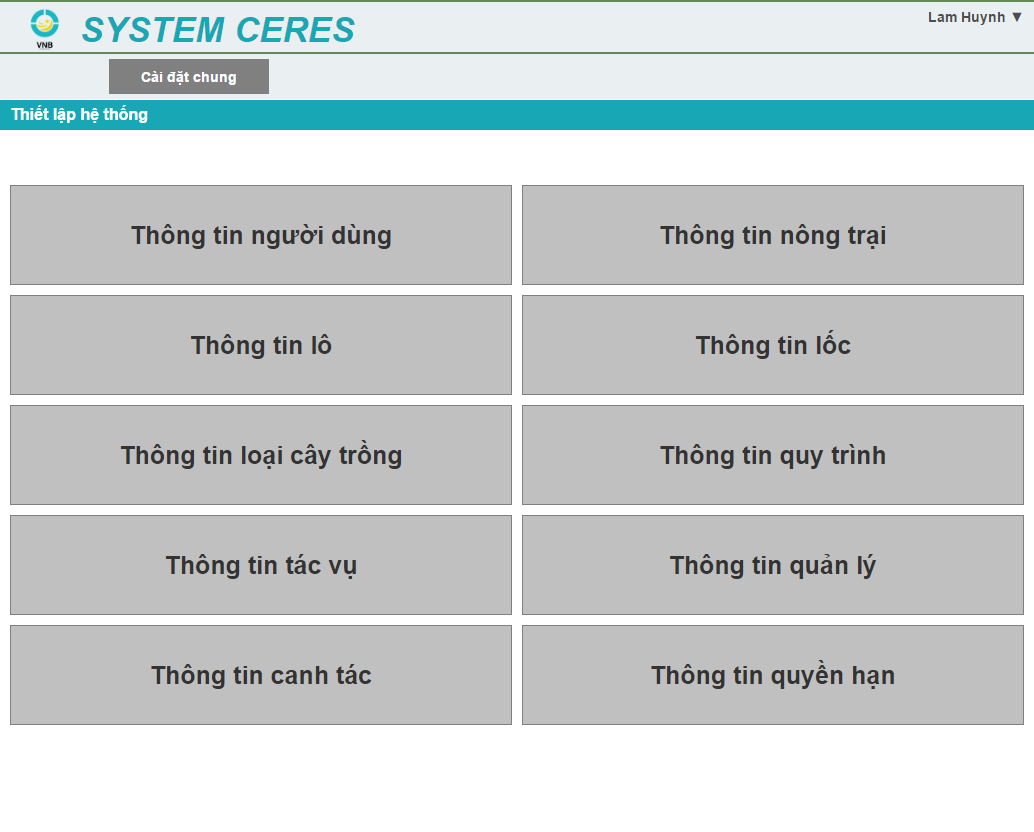 VNB
SYSTEM CERES
Lam Huynh ▼
Cài đặt chung
Thiết lập hệ thống
Thông tin người dùng
Thông tin nông trại
Thông tin lô
Thông tin lốc
Thông tin loại cây trồng
Thông tin quy trình
Thông tin tác vụ
Thông tin quản lý
Thông tin canh tác
Thông tin quyền hạn